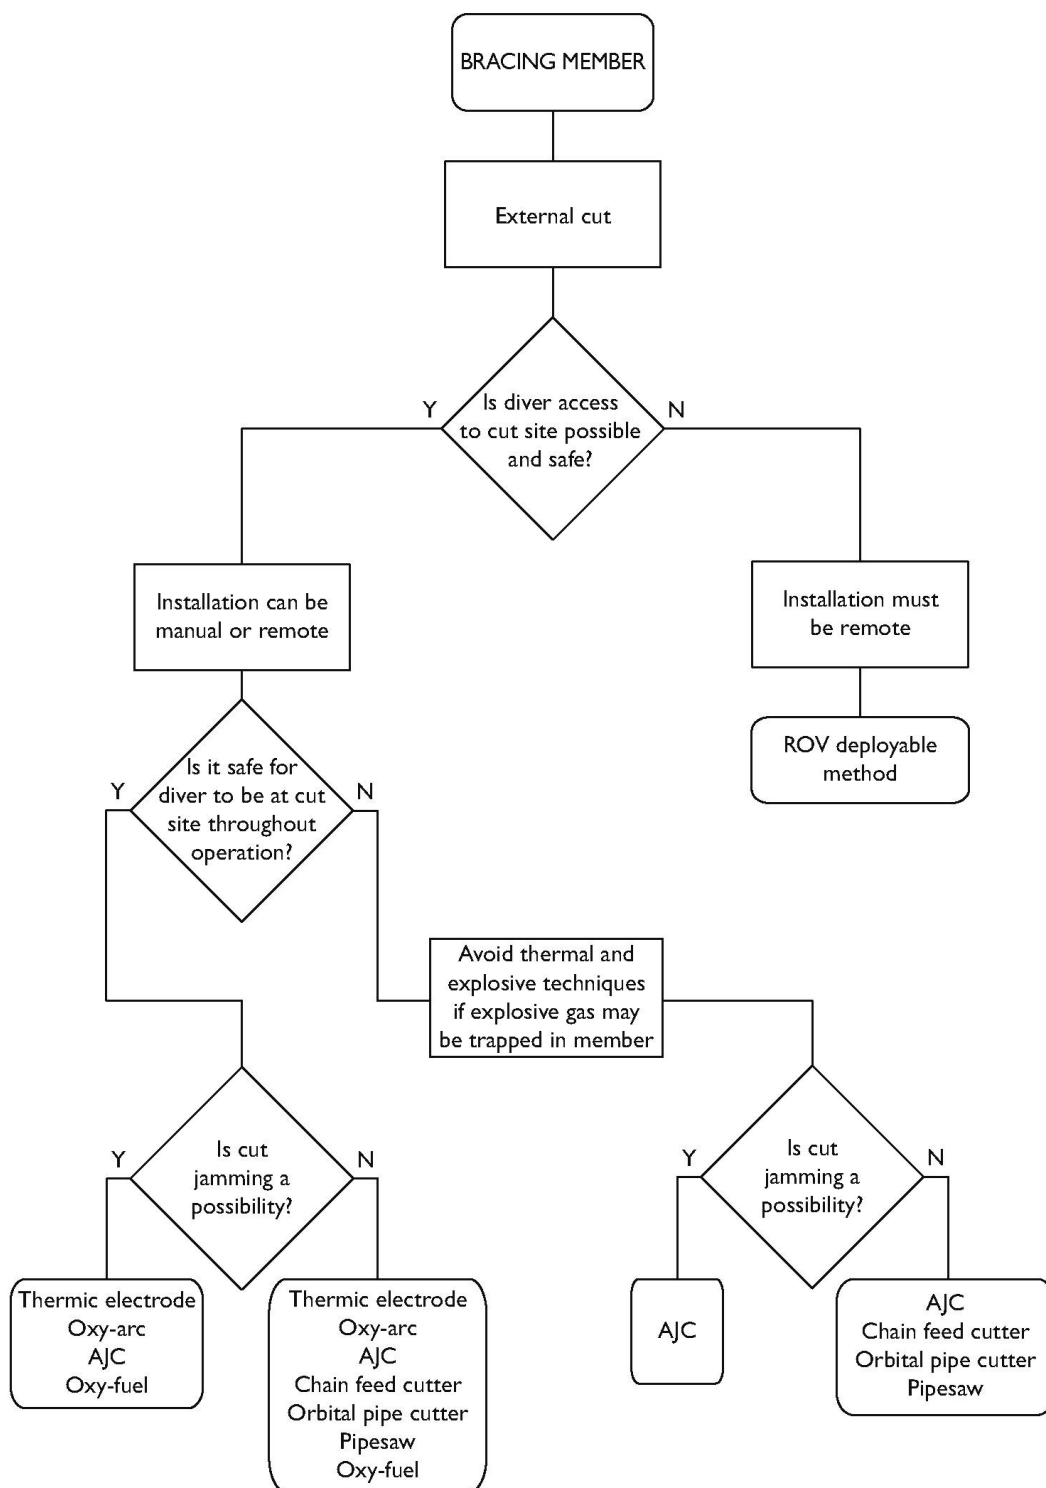 BRACING MEMBER
External cut
Is diver access
to cut site possible
and safe?
Y
N
Installation can be
manual or remote
Installation must
be remote
ROV deployable
method
Is it safe for
diver to be at cut
site throughout
operation?
Y
N
Avoid thermal and
explosive techniques
if explosive gas may
be trapped in member
Is cut
jamming a
possibility?
Y
N
Is cut
jamming a
possibility?
Y
N
Thermic electrode
Oxy-arc
AJC
Oxy-fuel
Thermic electrode
Oxy-arc
AJC
Chain feed cutter
Orbital pipe cutter
Pipesaw
Oxy-fuel
AJC
AJC
Chain feed cutter
Orbital pipe cutter
Pipesaw